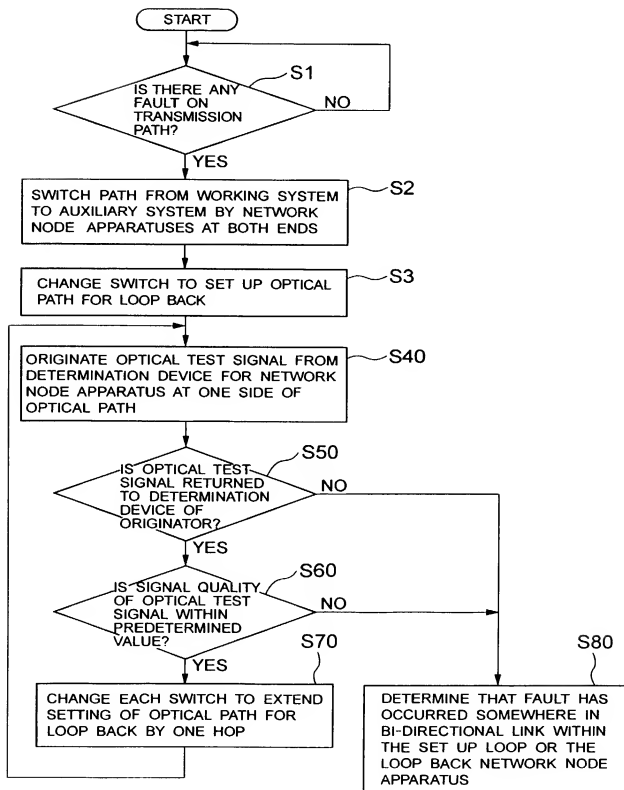 START
S1
IS THERE ANY
FAULT ON
TRANSMISSION
PATH?
NO
YES
S2
SWITCH PATH FROM WORKING SYSTEM
TO AUXILIARY SYSTEM BY NETWORK
NODE APPARATUSES AT BOTH ENDS
S3
CHANGE SWITCH TO SET UP OPTICAL
PATH FOR LOOP BACK
S40
ORIGINATE OPTICAL TEST SIGNAL FROM
DETERMINATION DEVICE FOR NETWORK
NODE APPARATUS AT ONE SIDE OF
OPTICAL PATH
S50
IS OPTICAL TEST
SIGNAL RETURNED
TO DETERMINATION
DEVICE OF
ORIGINATOR?
NO
YES
S60
IS SIGNAL QUALITY
OF OPTICAL TEST
SIGNAL WITHIN
PREDETERMINED
VALUE?
NO
YES
S70
CHANGE EACH SWITCH TO EXTEND
SETTING OF OPTICAL PATH FOR
LOOP BACK BY ONE HOP
S80
DETERMINE THAT FAULT HAS
OCCURRED SOMEWHERE IN
BI-DIRECTIONAL LINK WITHIN
THE SET UP LOOP OR THE
LOOP BACK NETWORK NODE
APPARATUS